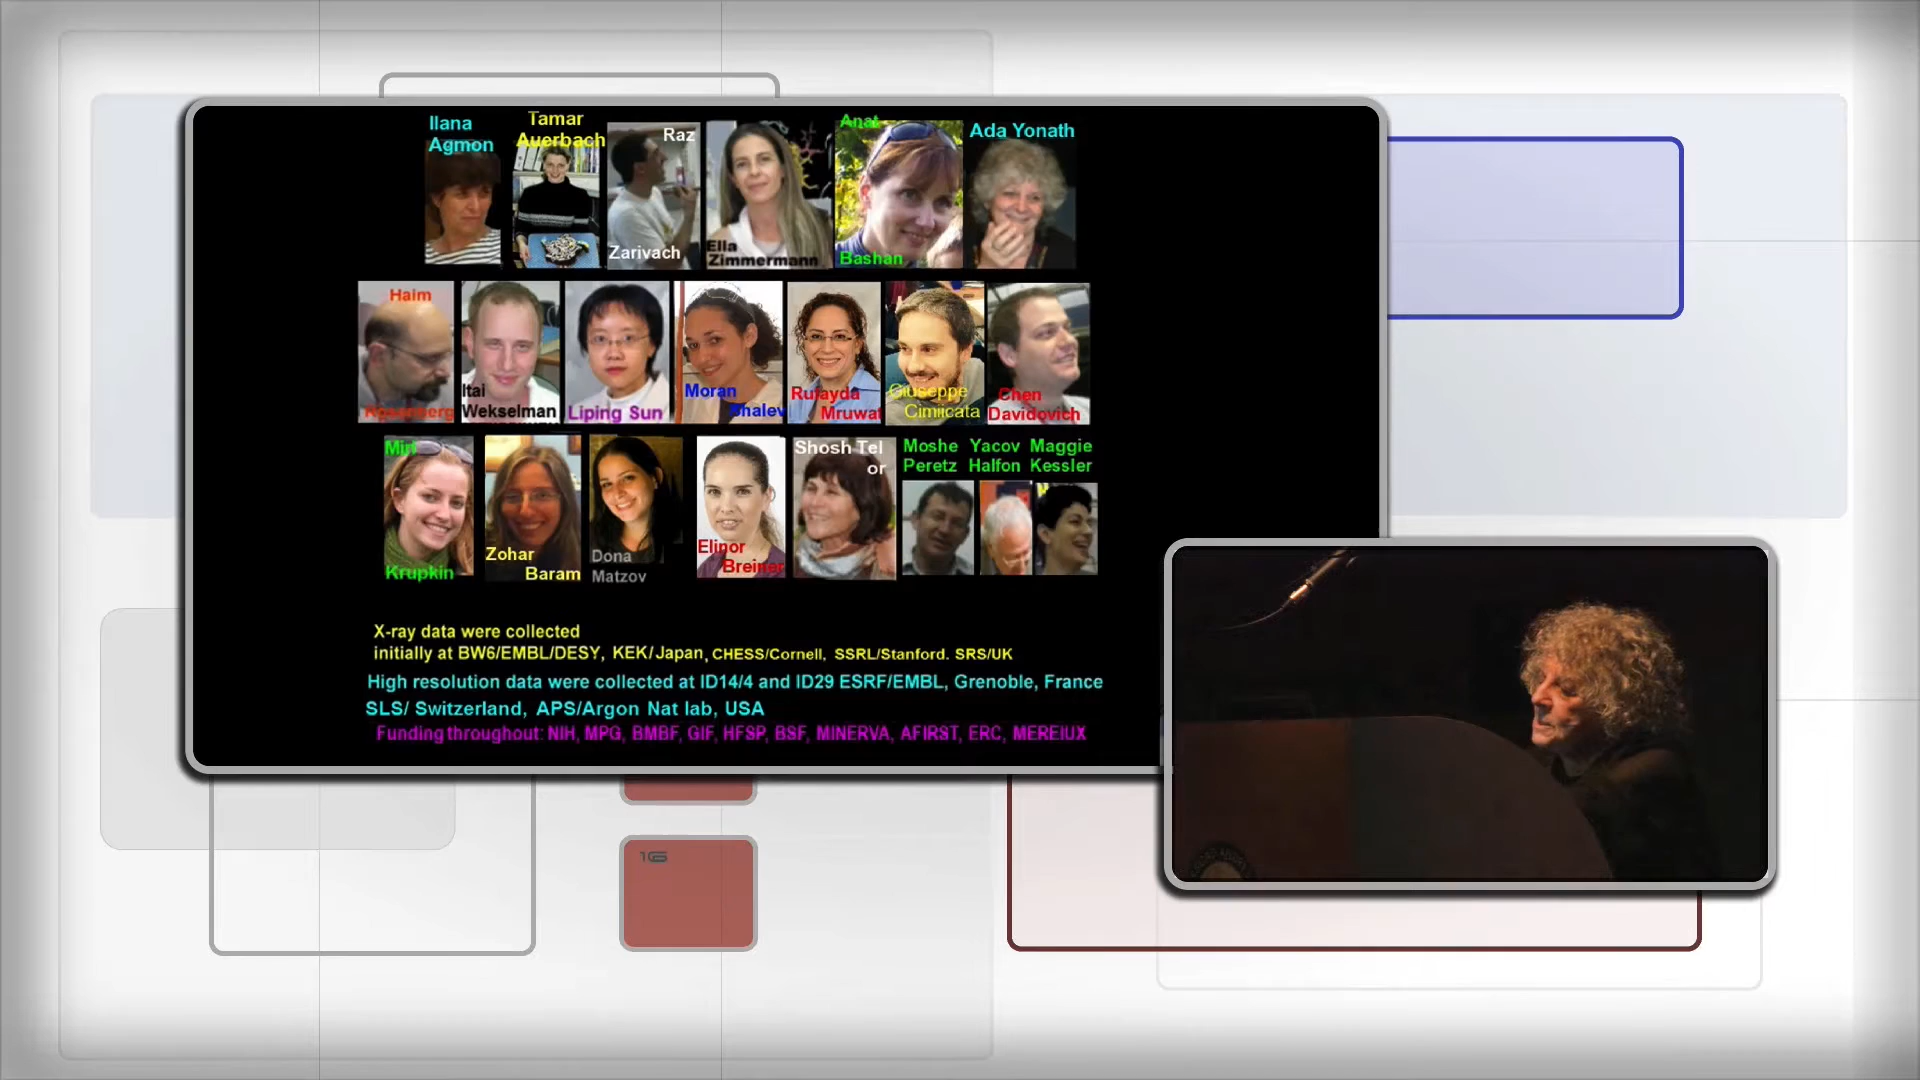 Ilana
Agmon
Tamar
Auerbach
Raz
Zarivach
Ella
Zimmermann
Anat
Bashan
Ada Yonath
Haim
Rosenberg
Itai
Wekselman
Liping Sun
Moran
Shalev
Rufayda
Mruwat
Giuseppe
Cimiicata
Chen
Davidovich
Miri
Krupkin
Zohar
Baram
Dona
Matzov
Elinor
Breiner
Shosh Tel
or
Moshe
Peretz
Yacov
Halfon
Maggie
Kessler
X-ray data were collected
initially at BW6/EMBL/DESY, KEK/Japan, CHESS/Cornell, SSRL/Stanford. SRS/UK
High resolution data were collected at ID14/4 and ID29 ESRF/EMBL, Grenoble, France
SLS/ Switzerland, APS/Argon Nat lab, USA
Funding throughout: NIH, MPG, BMBF, GIF, HFSP, BSF, MINERVA, AFIRST, ERC, MEREIUX